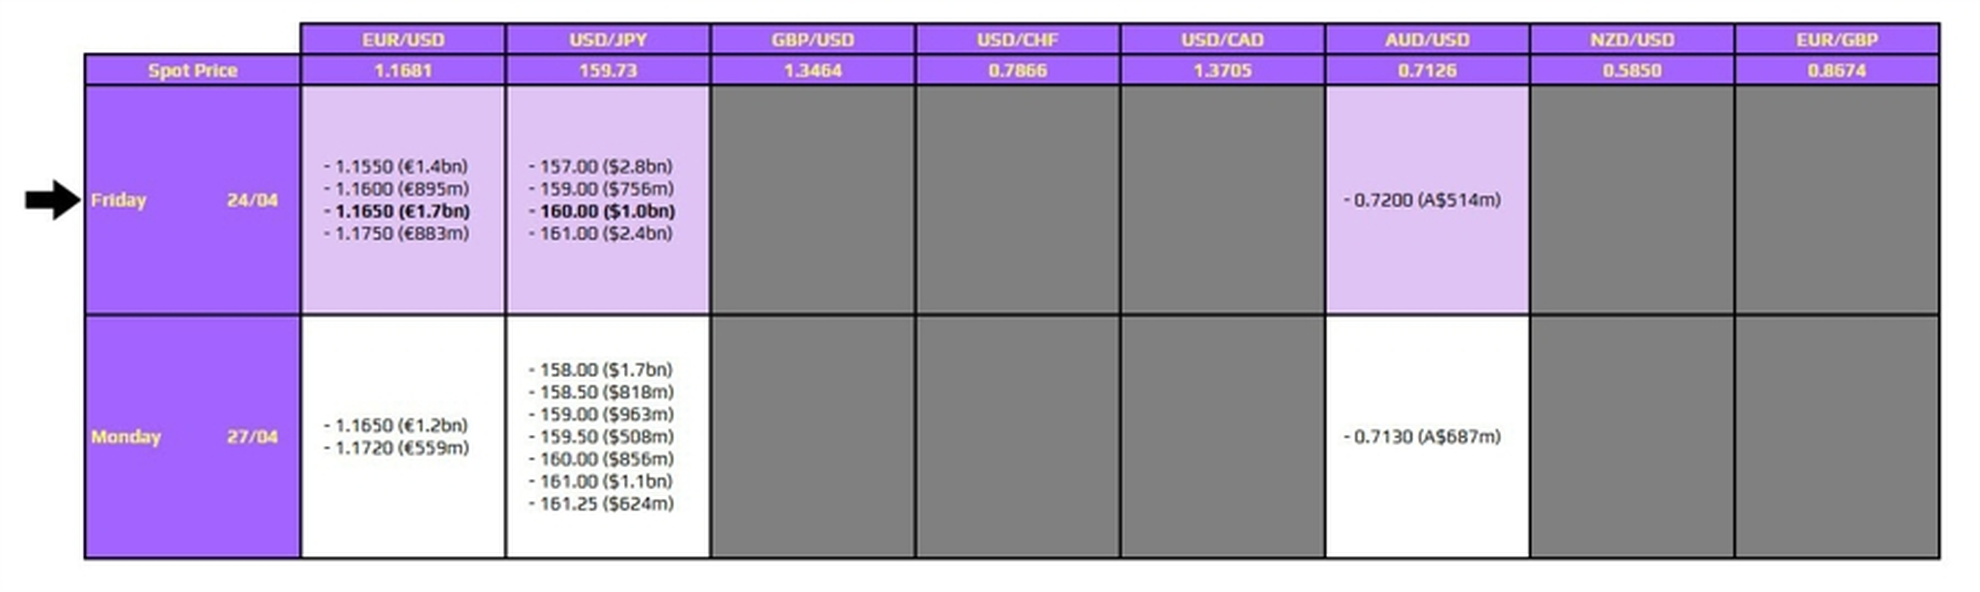 EUR/USD USD/JPY GBP/USD USD/CHF USD/CAD AUD/USD NZD/USD EUR/GBP
Spot Price 1.1681 159.73 1.3464 0.7866 1.3705 0.7126 0.5850 0.8674
Friday 24/04
- 1.1550 (€1.4bn)
- 1.1600 (€895m)
- 1.1650 (€1.7bn)
- 1.1750 (€883m)
- 157.00 ($2.8bn)
- 159.00 ($756m)
- 160.00 ($1.0bn)
- 161.00 ($2.4bn)
- 0.7200 (A$514m)
Monday 27/04
- 1.1650 (€1.2bn)
- 1.1720 (€559m)
- 158.00 ($1.7bn)
- 158.50 ($818m)
- 159.00 ($963m)
- 159.50 ($508m)
- 160.00 ($856m)
- 161.00 ($1.1bn)
- 161.25 ($624m)
- 0.7130 (A$687m)